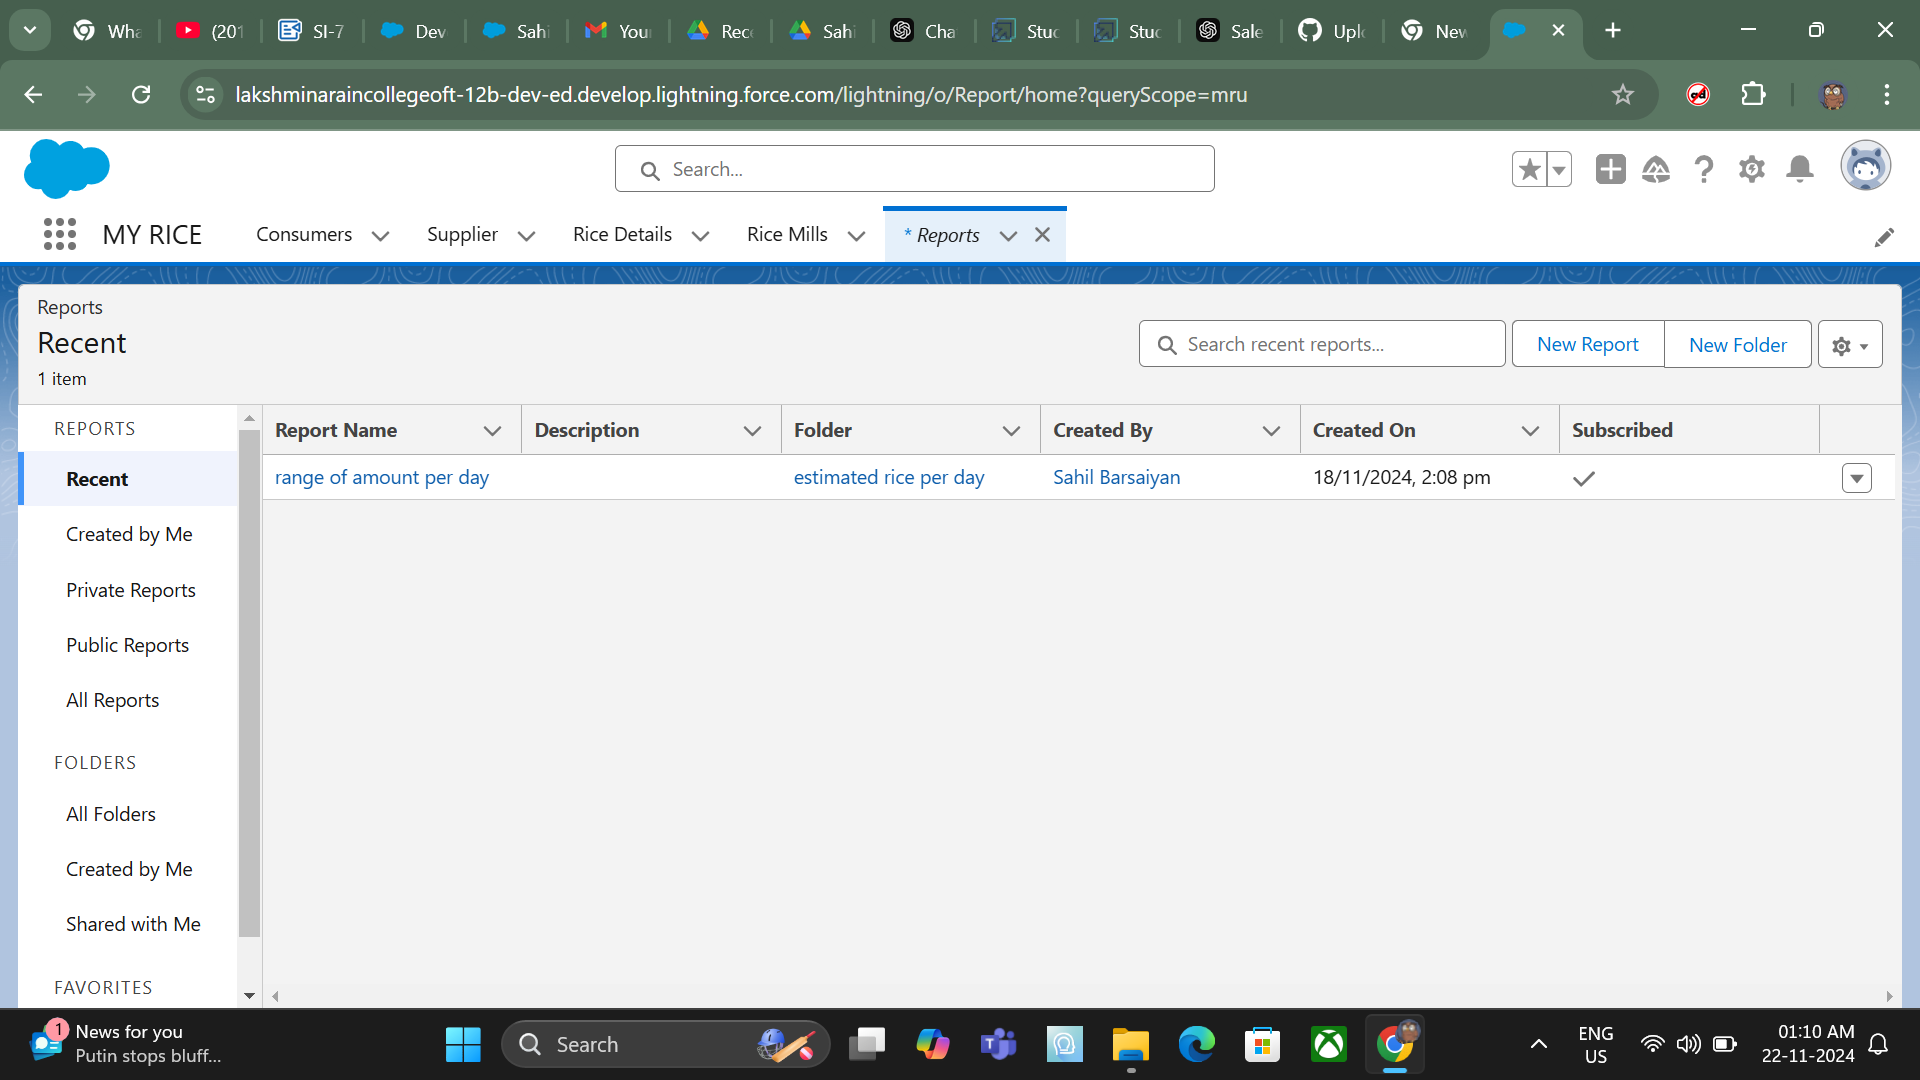 Wha
(201
SI-7
Dev
Sahi
You
Rec
Sahi
Cha
Stud
Stud
Sale
Uplo
New
lakshminaraincollegeoft-12b-dev-ed.develop.lightning.force.com/lightning/o/Report/home?queryScope=mru
Search...
MY RICE
Consumers
Supplier
Rice Details
Rice Mills
* Reports
Reports
Recent
1 item
Search recent reports...
New Report
New Folder
REPORTS
Recent
Created by Me
Private Reports
Public Reports
All Reports
FOLDERS
All Folders
Created by Me
Shared with Me
FAVORITES
Report Name
Description
Folder
Created By
Created On
Subscribed
range of amount per day
estimated rice per day
Sahil Barsaiyan
18/11/2024, 2:08 pm
1
News for you
Putin stops bluff...
Search
ENG
US
01:10 AM
22-11-2024